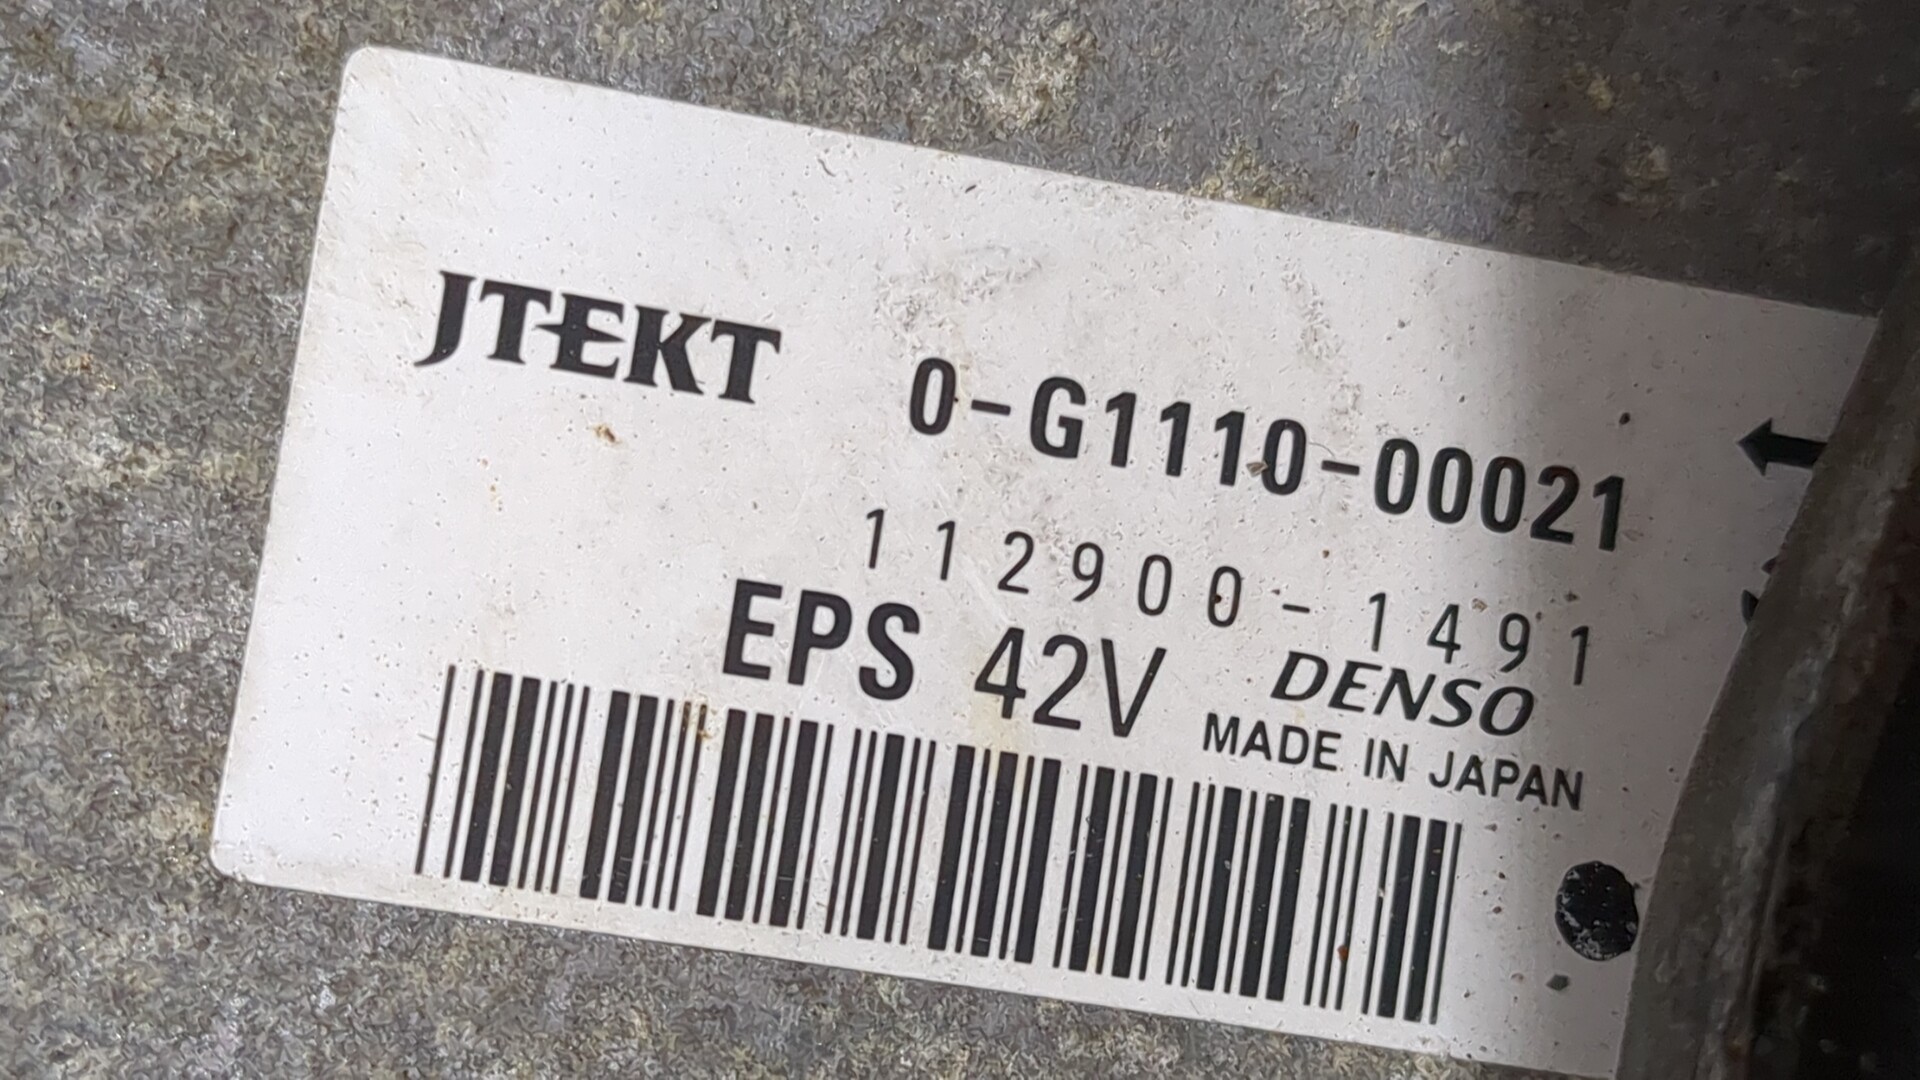 JTEKT 0-G1110-00021
112900-1491
EPS 42V DENSO
MADE IN JAPAN